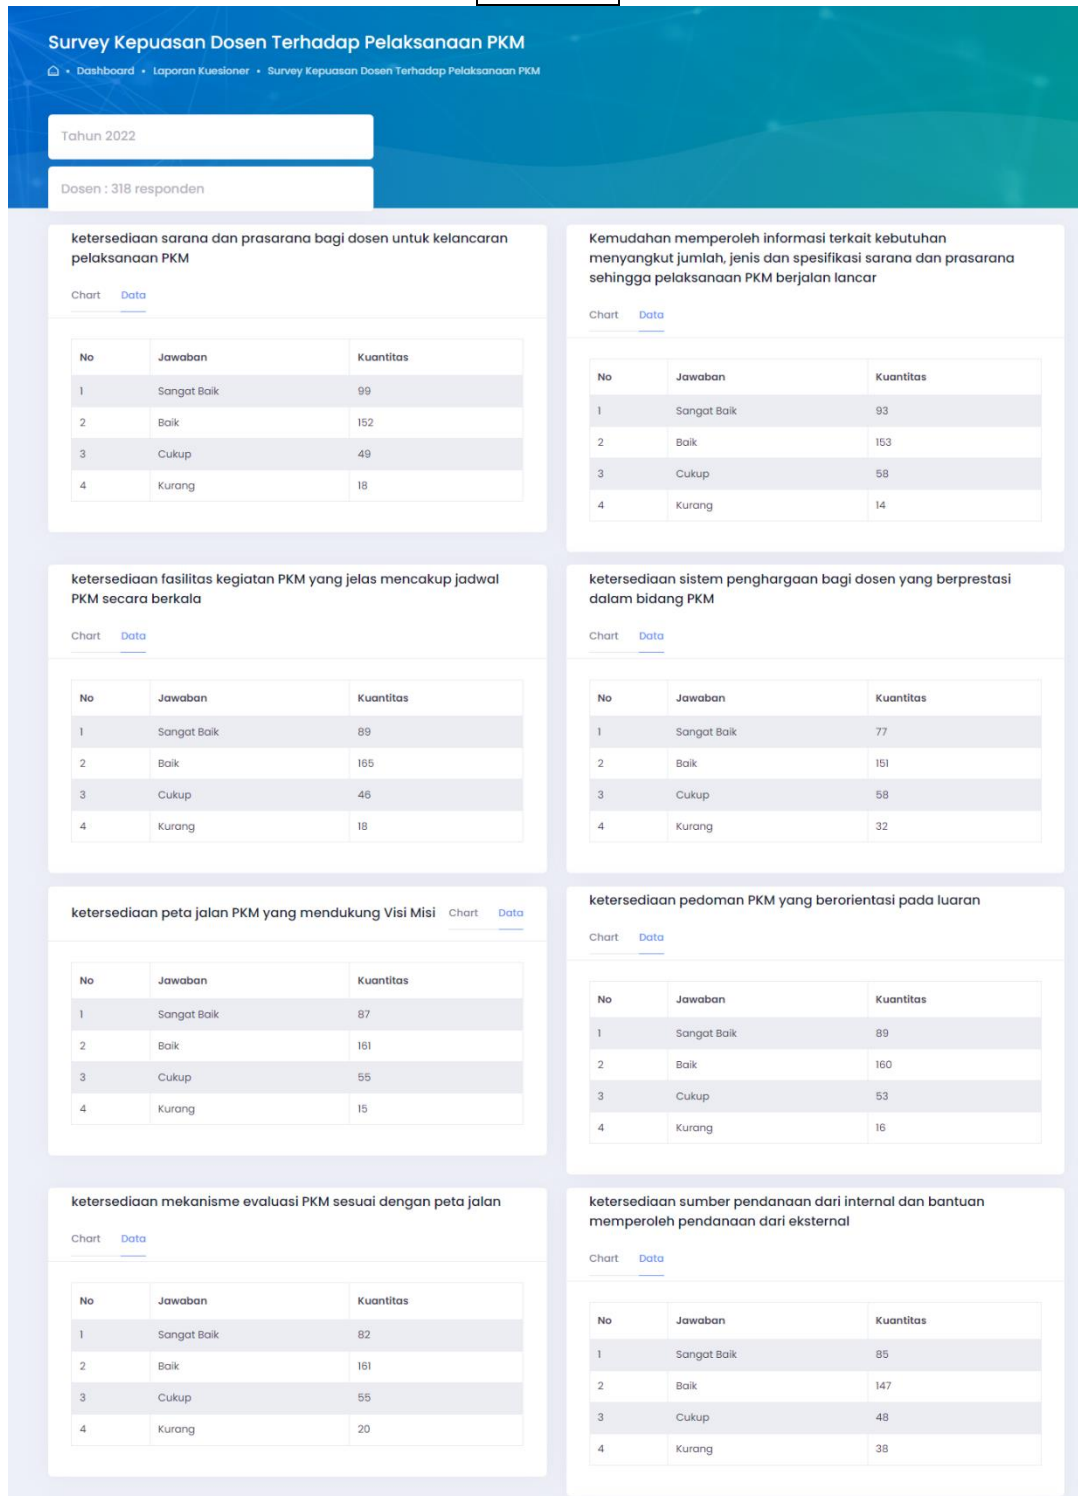 Survey Kepuasan Dosen Terhadap Pelaksanaan PKM
• Dashboard • Laporan Kuesioner • Survey Kepuasan Dosen Terhadap Pelaksanaan PKM
Tahun 2022
Dosen : 318 responden
ketersediaan sarana dan prasarana bagi dosen untuk kelancaran
pelaksanaan PKM
Chart Data
No Jawaban Kuantitas
1 Sangat Baik 99
2 Baik 152
3 Cukup 49
4 Kurang 18
Kemudahan memperoleh informasi terkait kebutuhan
menyangkut jumlah, jenis dan spesifikasi sarana dan prasarana
sehingga pelaksanaan PKM berjalan lancar
Chart Data
No Jawaban Kuantitas
1 Sangat Baik 93
2 Baik 153
3 Cukup 58
4 Kurang 14
ketersediaan fasilitas kegiatan PKM yang jelas mencakup jadwal
PKM secara berkala
Chart Data
No Jawaban Kuantitas
1 Sangat Baik 89
2 Baik 165
3 Cukup 46
4 Kurang 18
ketersediaan sistem penghargaan bagi dosen yang berprestasi
dalam bidang PKM
Chart Data
No Jawaban Kuantitas
1 Sangat Baik 77
2 Baik 151
3 Cukup 58
4 Kurang 32
ketersediaan peta jalan PKM yang mendukung Visi Misi Chart Data
No Jawaban Kuantitas
1 Sangat Baik 87
2 Baik 161
3 Cukup 55
4 Kurang 15
ketersediaan pedoman PKM yang berorientasi pada luaran
Chart Data
No Jawaban Kuantitas
1 Sangat Baik 89
2 Baik 160
3 Cukup 53
4 Kurang 16
ketersediaan mekanisme evaluasi PKM sesuai dengan peta jalan
Chart Data
No Jawaban Kuantitas
1 Sangat Baik 82
2 Baik 161
3 Cukup 55
4 Kurang 20
ketersediaan sumber pendanaan dari internal dan bantuan
memperoleh pendanaan dari eksternal
Chart Data
No Jawaban Kuantitas
1 Sangat Baik 85
2 Baik 147
3 Cukup 48
4 Kurang 38